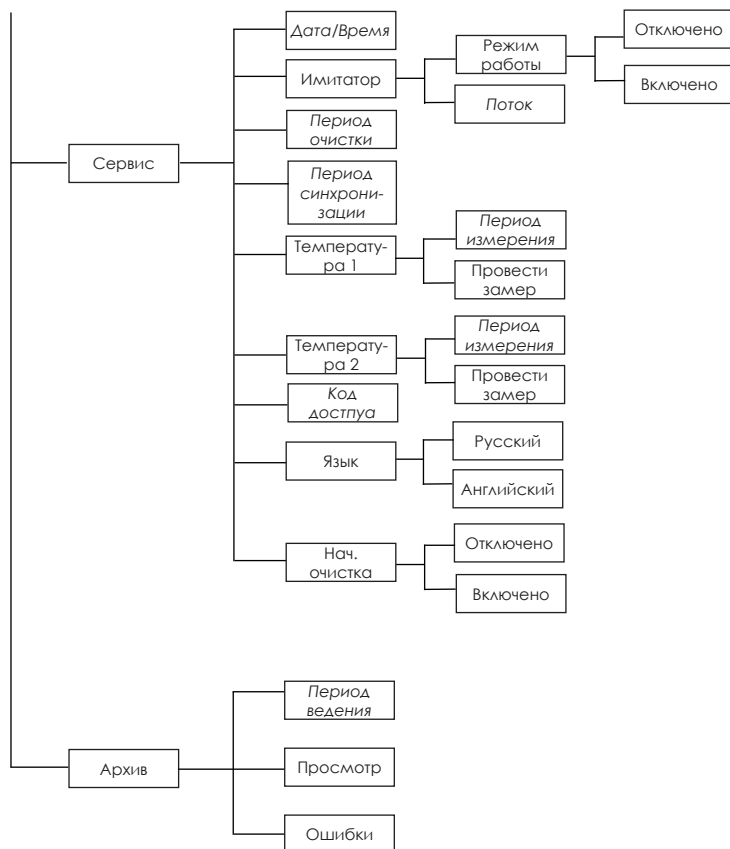 Дата/Время
Имитатор
Режим
работы
Отключено
Включено
Поток
Период
очистки
Сервис
Период
синхрони-
зации
Температу-
ра 1
Период
измерения
Провести
замер
Температу-
ра 2
Период
измерения
Провести
замер
Код
достпуа
Язык
Русский
Английский
Нач.
очистка
Отключено
Включено
Архив
Период
ведения
Просмотр
Ошибки